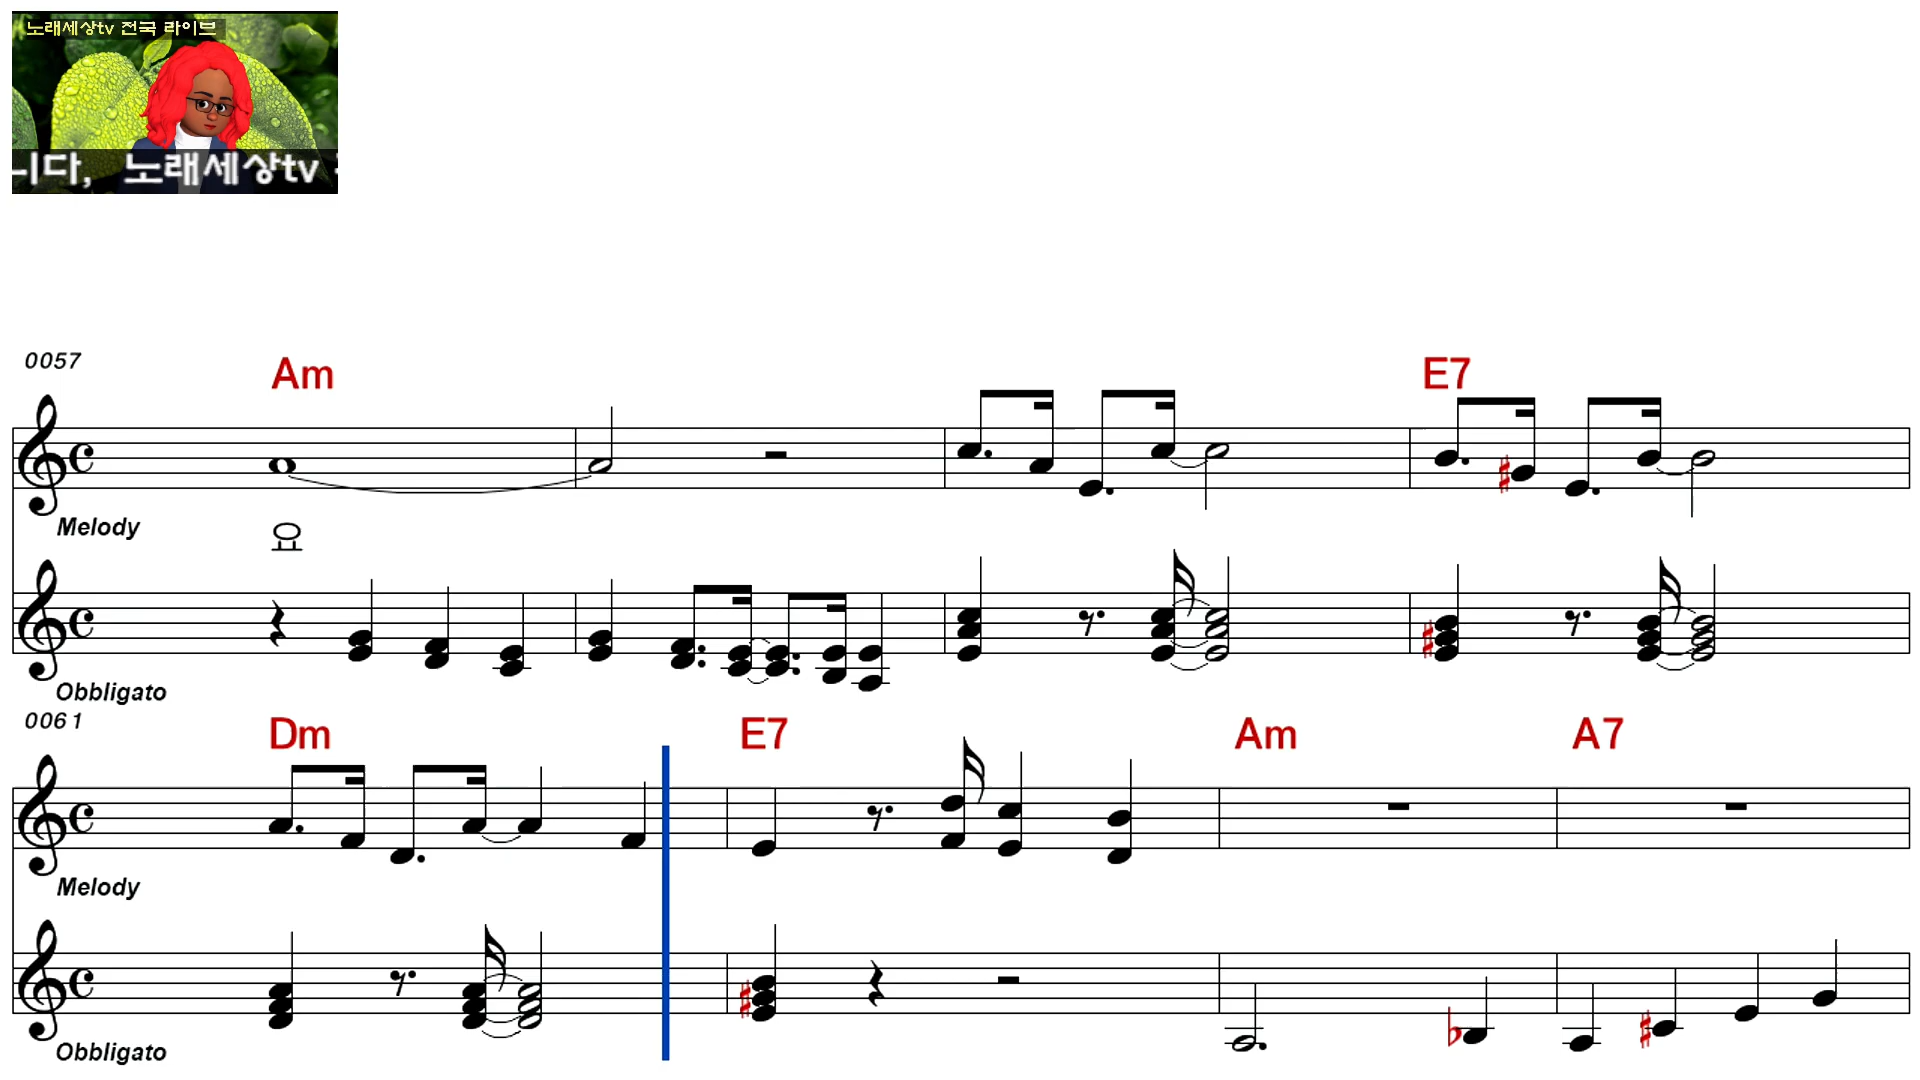 노래세상tv 전국 라이브
니다, 노래세상tv
0057
Am E7
Melody
요
Obbligato
0061
Dm E7 Am A7
Melody
Obbligato